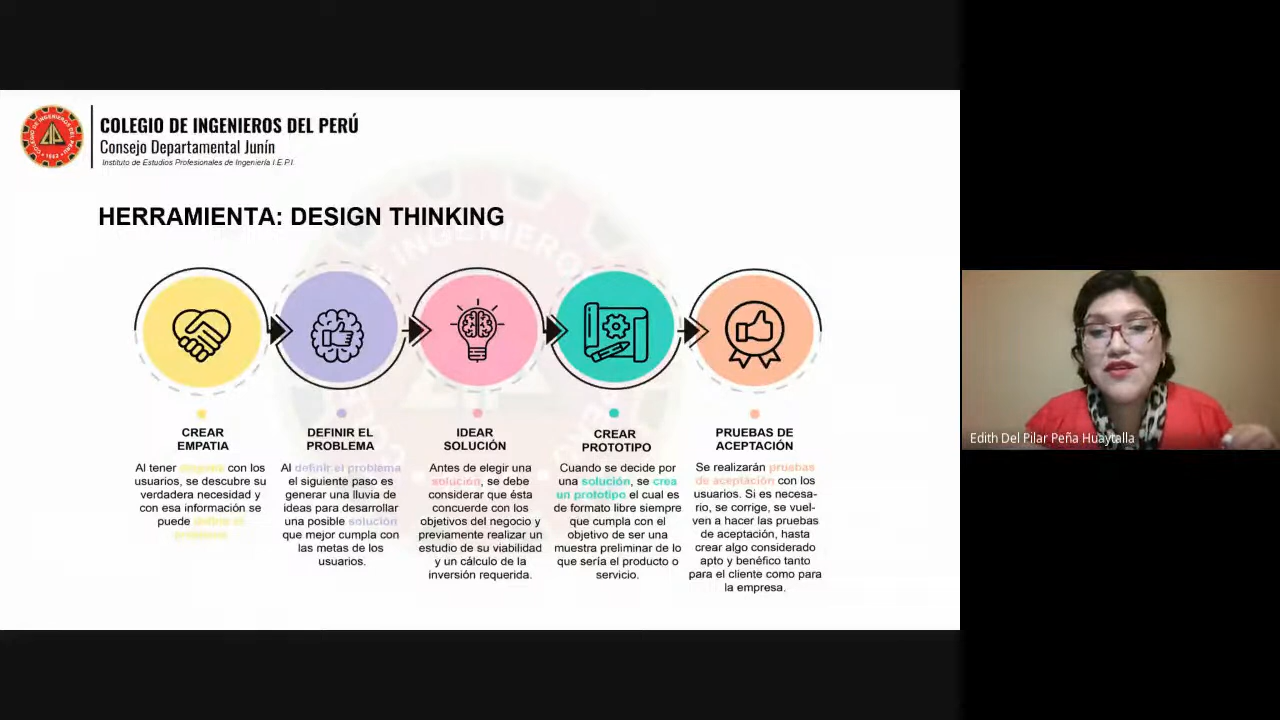 COLEGIO DE INGENIEROS DEL PERÚ
Consejo Departamental Junín
Instituto de Estudios Profesionales de Ingeniería I.E.P.I
HERRAMIENTA: DESIGN THINKING
CREAR
EMPATIA
Al tener empatía con los
usuarios, se descubre su
verdadera necesidad y
con esa información se
puede definir el
problema.
DEFINIR EL
PROBLEMA
Al definir el problema
el siguiente paso es
generar una lluvia de
ideas para desarrollar
una posible solución
que mejor cumpla con
las metas de los
usuarios.
IDEAR
SOLUCIÓN
Antes de elegir una
solución, se debe
considerar que ésta
concuerde con los
objetivos del negocio y
previamente realizar un
estudio de su viabilidad
y un cálculo de la
inversión requerida.
CREAR
PROTOTIPO
Cuando se decide por
una solución, se crea
un prototipo el cual es
de formato libre siempre
que cumpla con el
objetivo de ser una
muestra preliminar de lo
que sería el producto o
servicio.
PRUEBAS DE
ACEPTACIÓN
Se realizarán pruebas
de aceptación con los
usuarios. Si es necesa-
rio, se corrige, se vuel-
ven a hacer las pruebas
de aceptación, hasta
crear algo considerado
apto y benéfico tanto
para el cliente como para
la empresa.
Edith Del Pilar Peña Huaytalla